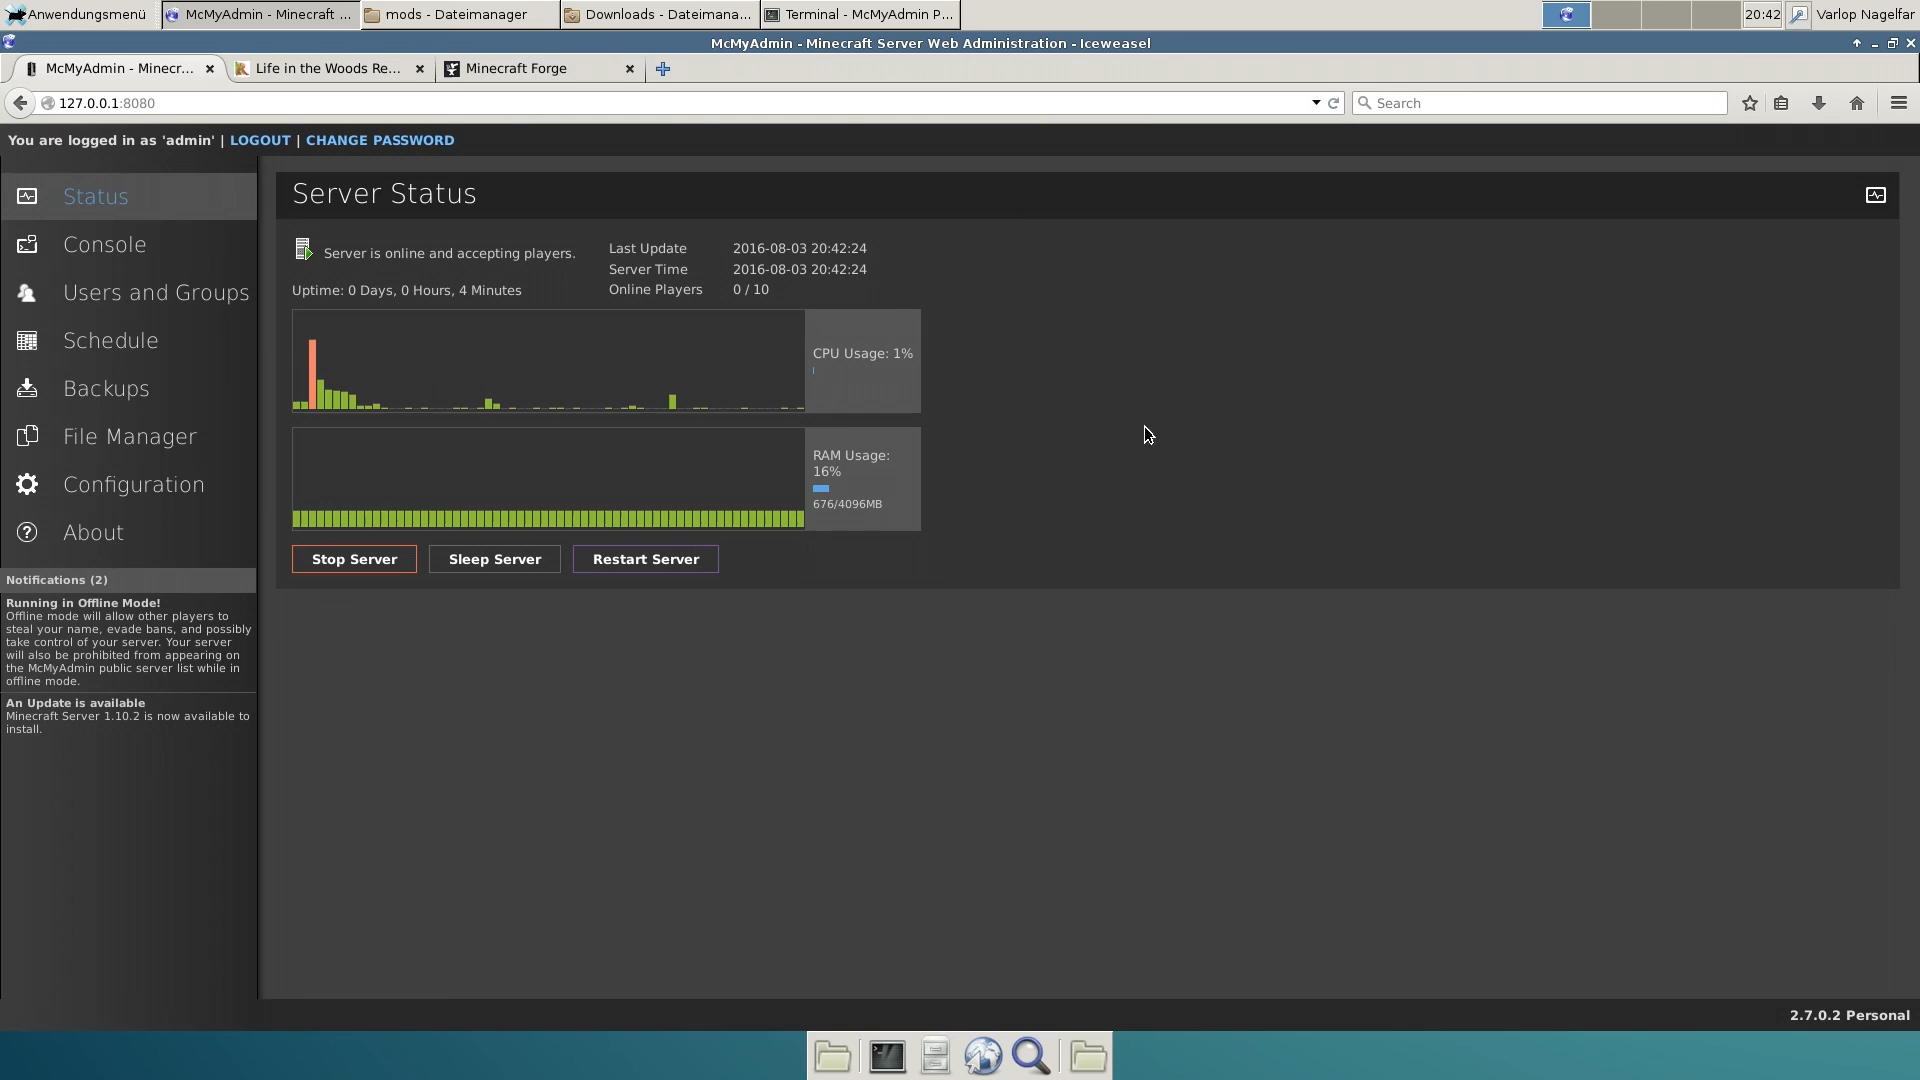 Anwendungsmenü
McMyAdmin - Minecraft ...
mods - Dateimanager
Downloads - Dateimana...
Terminal - McMyAdmin P...
20:42
Varlop Nagelfar
McMyAdmin - Minecraft Server Web Administration - Iceweasel
McMyAdmin - Minecr...
Life in the Woods Re...
Minecraft Forge
127.0.0.1:8080
Search
You are logged in as 'admin' | LOGOUT | CHANGE PASSWORD
Status
Console
Users and Groups
Schedule
Backups
File Manager
Configuration
About
Notifications (2)
Running in Offline Mode!
Offline mode will allow other players to
steal your name, evade bans, and possibly
take control of your server. Your server
will also be prohibited from appearing on
the McMyAdmin public server list while in
offline mode.
An Update is available
Minecraft Server 1.10.2 is now available to
install.
Server Status
Server is online and accepting players.
Uptime: 0 Days, 0 Hours, 4 Minutes
Last Update 2016-08-03 20:42:24
Server Time 2016-08-03 20:42:24
Online Players 0 / 10
CPU Usage: 1%
RAM Usage:
16%
676/4096MB
Stop Server
Sleep Server
Restart Server
2.7.0.2 Personal